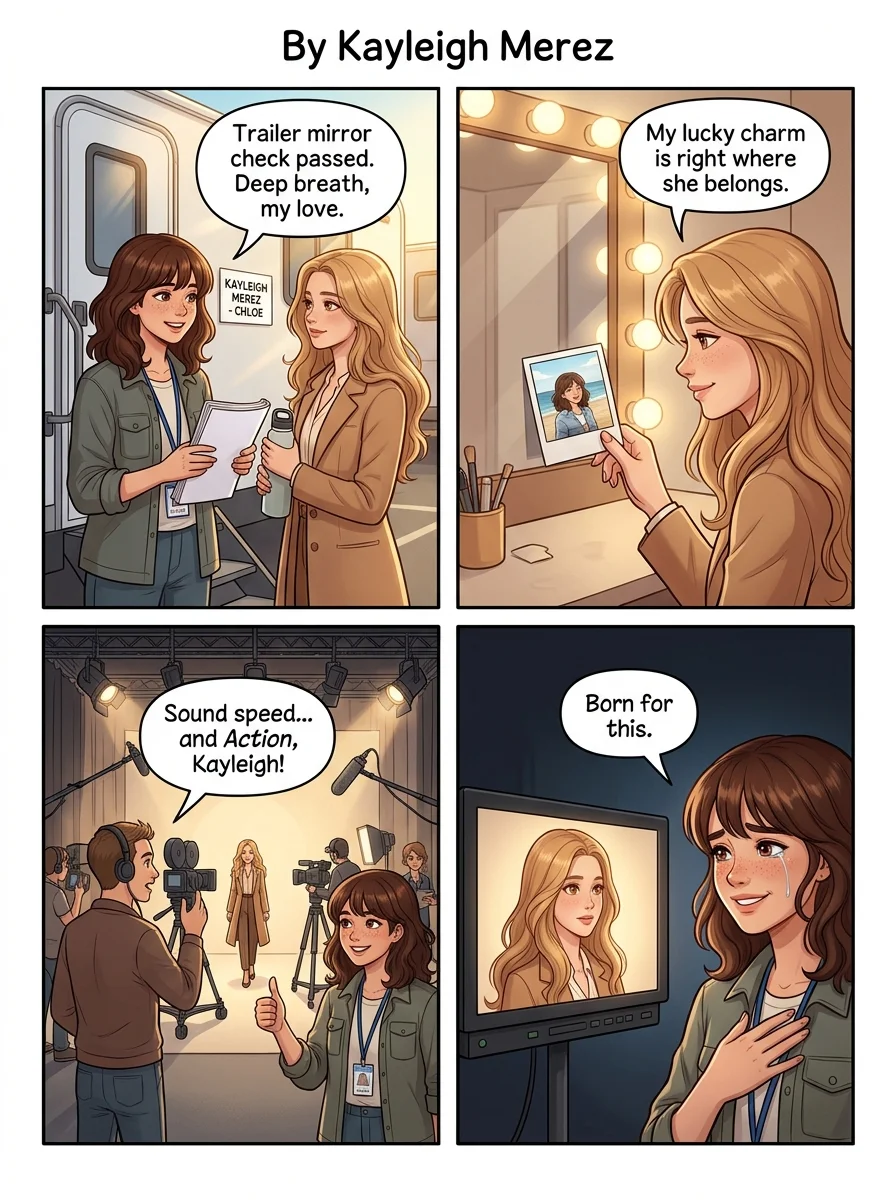 By Kayleigh Merez
Trailer mirror
check passed.
Deep breath,
my love.
KAYLEIGH
MEREZ
- CHLOE
My lucky charm
is right where
she belongs.
Sound speed...
and Action,
Kayleigh!
Born for
this.